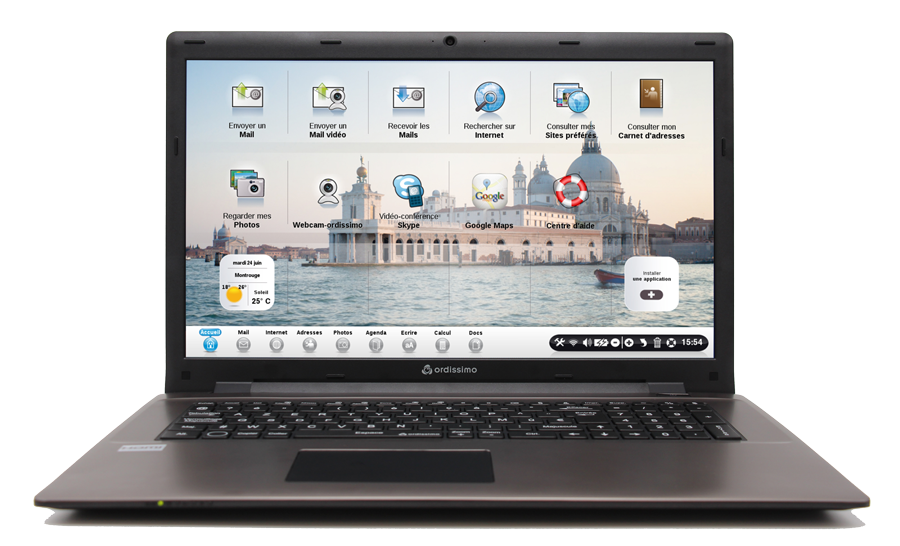 Envoyer un
Mail
Envoyer un
Mail vidéo
Recevoir les
Mails
Rechercher sur
Internet
Consulter mes
Sites préférés.
Consulter mon
Carnet d'adresses
Regarder mes
Photos
Webcam-ordissimo
Vidéo-conférence
Skype
Google
Google Maps
Centre d'aide
mardi 24 juin
Montrouge
18° - 26°
Soleil
25° C
Installer
une application
Accueil
Mail
Internet
Adresses
Photos
Agenda
Ecrire
Calcul
Docs
15:54
ordissimo